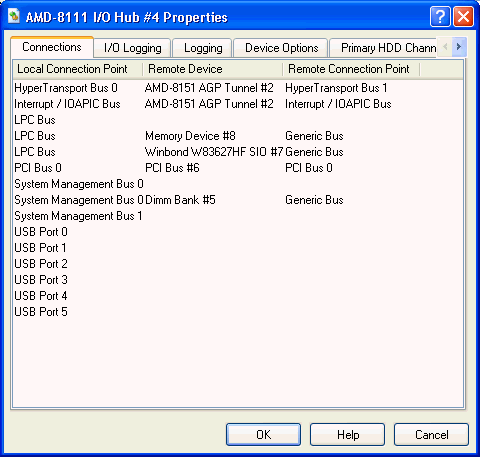 AMD-8111 I/O Hub #4 Properties
Connections I/O Logging Logging Device Options Primary HDD Chann
Local Connection Point Remote Device Remote Connection Point
HyperTransport Bus 0 AMD-8151 AGP Tunnel #2 HyperTransport Bus 1
Interrupt / IOAPIC Bus AMD-8151 AGP Tunnel #2 Interrupt / IOAPIC Bus
LPC Bus
LPC Bus Memory Device #8 Generic Bus
LPC Bus Winbond W83627HF SIO #7 Generic Bus
PCI Bus 0 PCI Bus #6 PCI Bus 0
System Management Bus 0
System Management Bus 0 Dimm Bank #5 Generic Bus
System Management Bus 1
USB Port 0
USB Port 1
USB Port 2
USB Port 3
USB Port 4
USB Port 5
OK Help Cancel